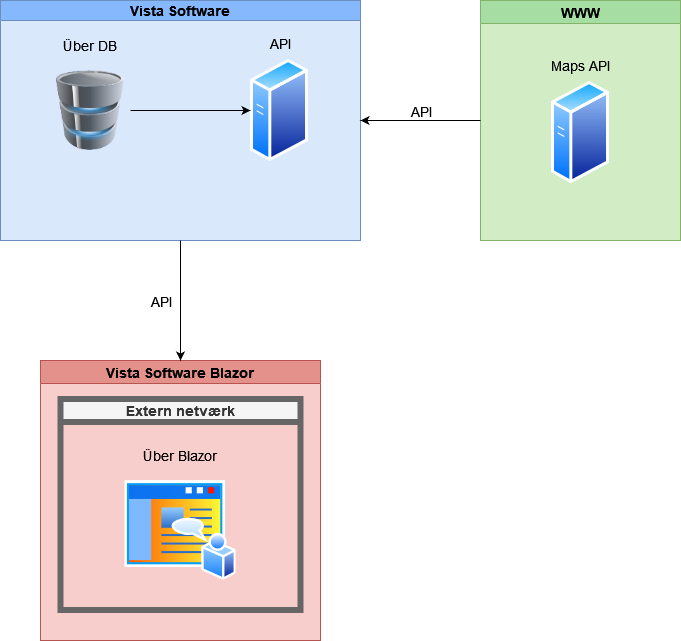 Vista Software
WWW
Über DB
API
Maps API
API
API
Vista Software Blazor
Extern netværk
Über Blazor